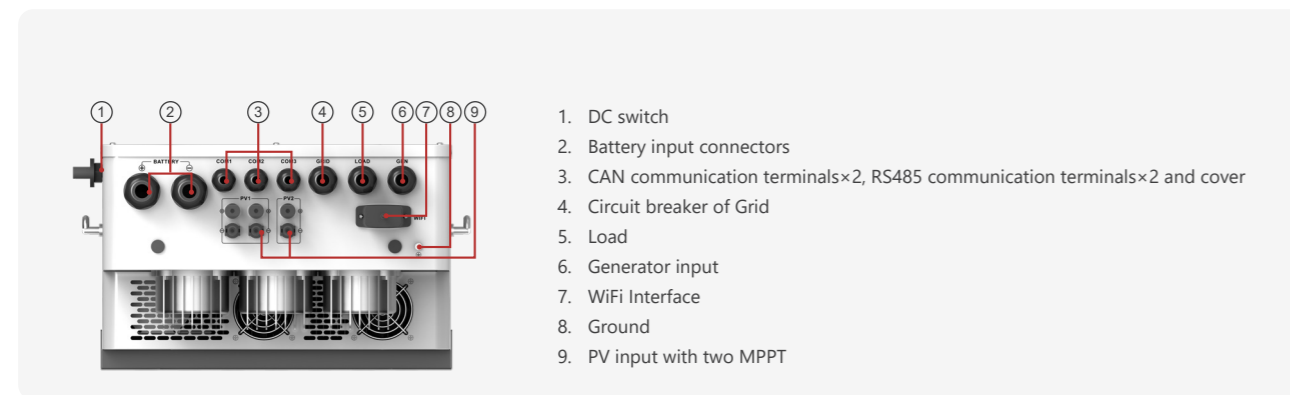 1 2 3 4 5 6 7 8 9
BATTERY COM1 COM2 COM3 GRID LOAD GEN
PV1 PV2
WIFI
1. DC switch
2. Battery input connectors
3. CAN communication terminals×2, RS485 communication terminals×2 and cover
4. Circuit breaker of Grid
5. Load
6. Generator input
7. WiFi Interface
8. Ground
9. PV input with two MPPT